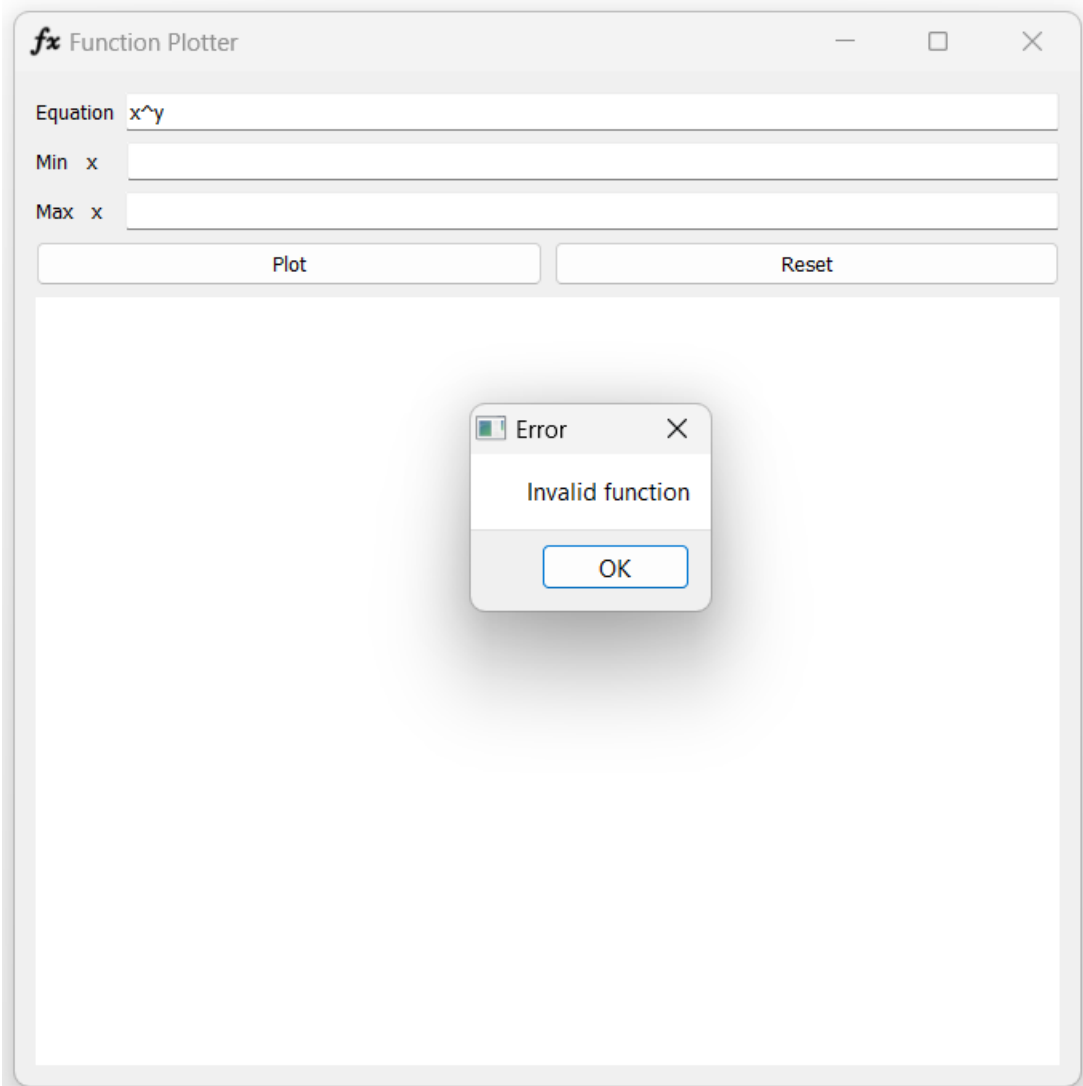 fx Function Plotter
Equation x^y
Min x
Max x
Plot Reset
Error
Invalid function
OK